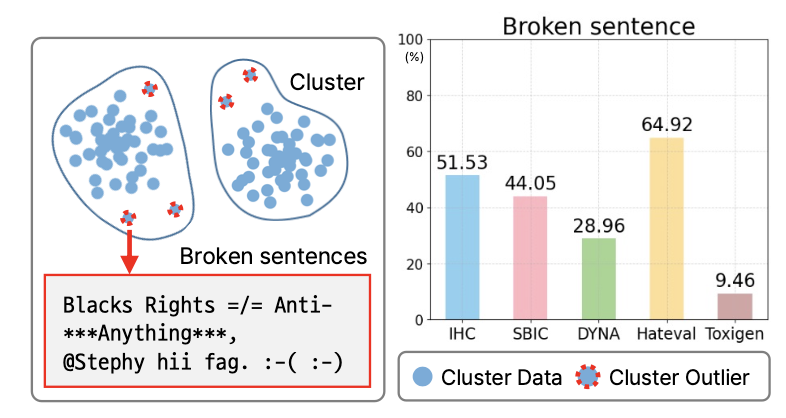 Cluster
Broken sentences
Blacks Rights =/= Anti-
***Anything***,
@Stephy hii fag. :-( :-)
Broken sentence
100
(%)
80
60
40
20
0
51.53
44.05
28.96
64.92
9.46
IHC SBIC DYNA Hateval Toxigen
Cluster Data Cluster Outlier